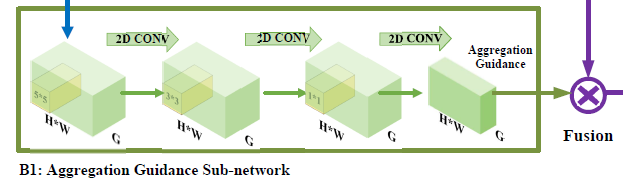 2D CONV
2D CONV
2D CONV
Aggregation
Guidance
5*5
3*3
1*1
H*W
G
H*W
G
H*W
G
H*W
G
Fusion
B1: Aggregation Guidance Sub-network